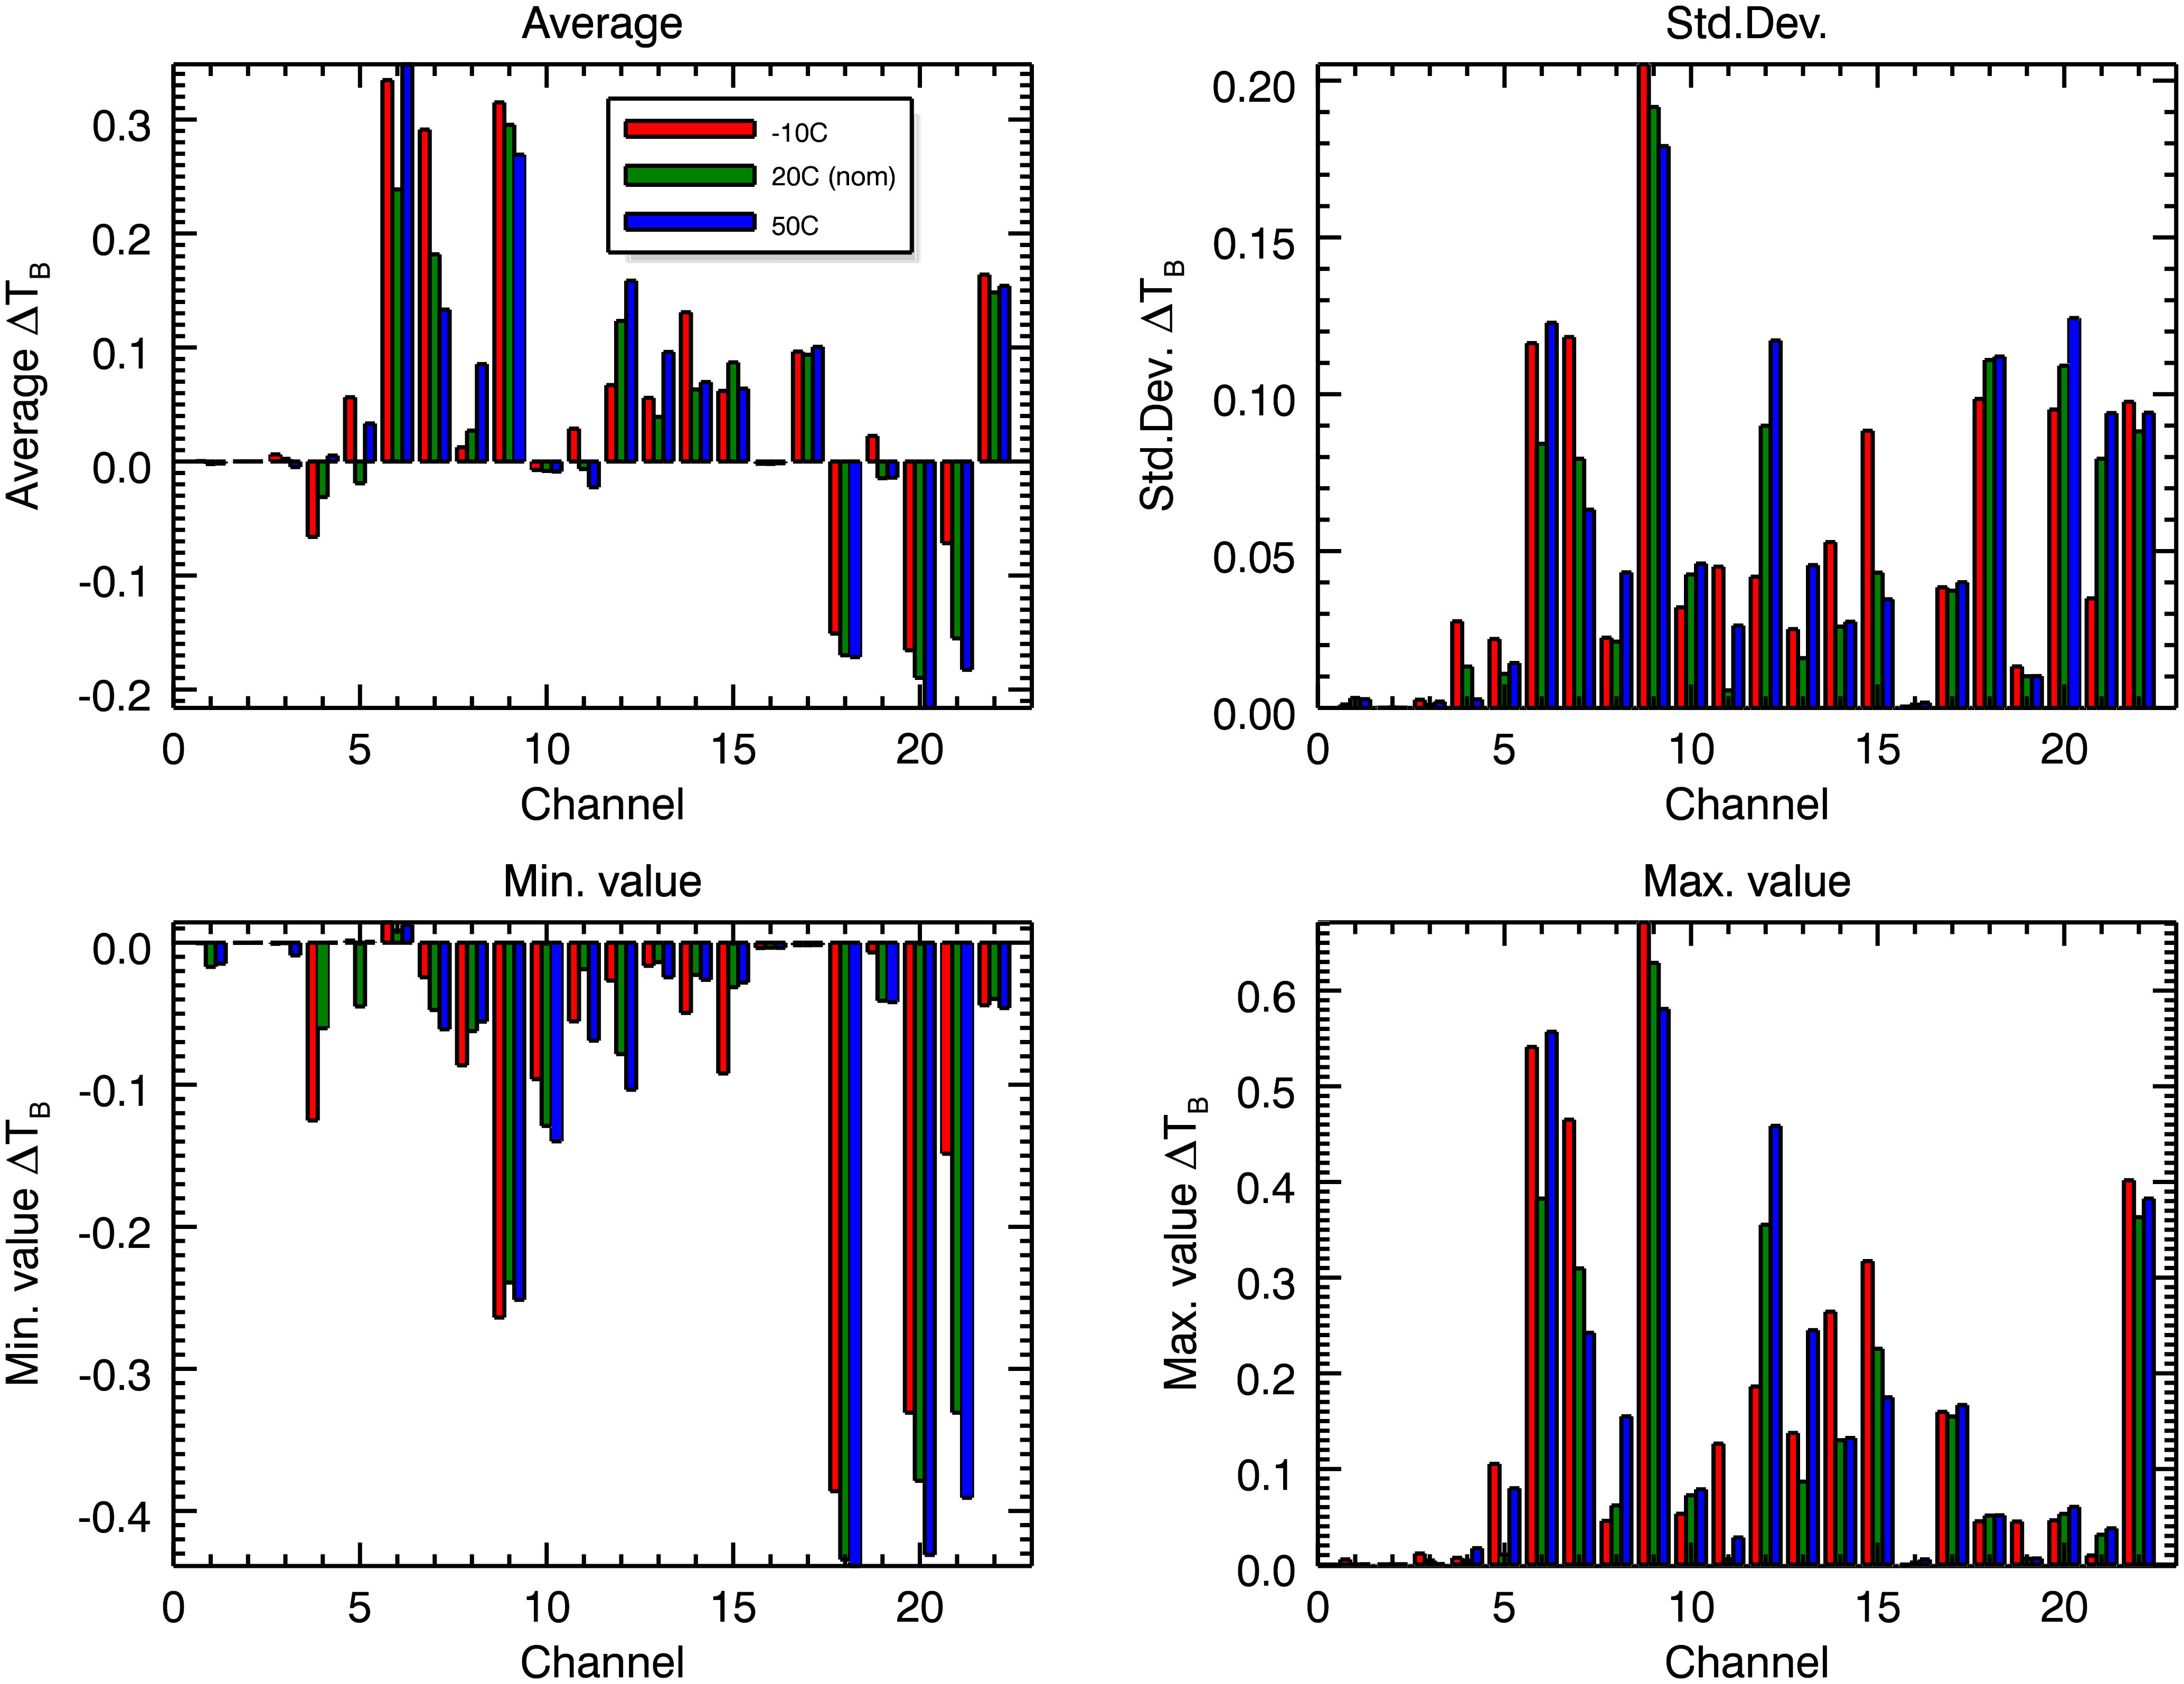 Average
Average ΔTB
0.3
0.2
0.1
0.0
-0.1
-0.2
-10C
20C (nom)
50C
0 5 10 15 20
Channel
Std.Dev.
Std.Dev. ΔTB
0.20
0.15
0.10
0.05
0.00
0 5 10 15 20
Channel
Min. value
Min. value ΔTB
0.0
-0.1
-0.2
-0.3
-0.4
0 5 10 15 20
Channel
Max. value
Max. value ΔTB
0.6
0.5
0.4
0.3
0.2
0.1
0.0
0 5 10 15 20
Channel